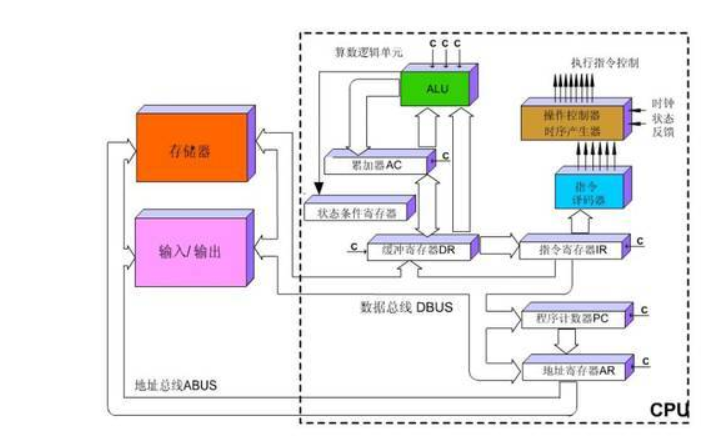 算数逻辑单元
C C C
执行指令控制
ALU
操作控制器
时序产生器
时钟
状态
反馈
存储器
累加器AC
C
指令
译码器
状态条件寄存器
输入/输出
C
缓冲寄存器DR
指令寄存器IR
C
数据总线 DBUS
程序计数器PC
C
地址寄存器AR
C
地址总线ABUS
CPU